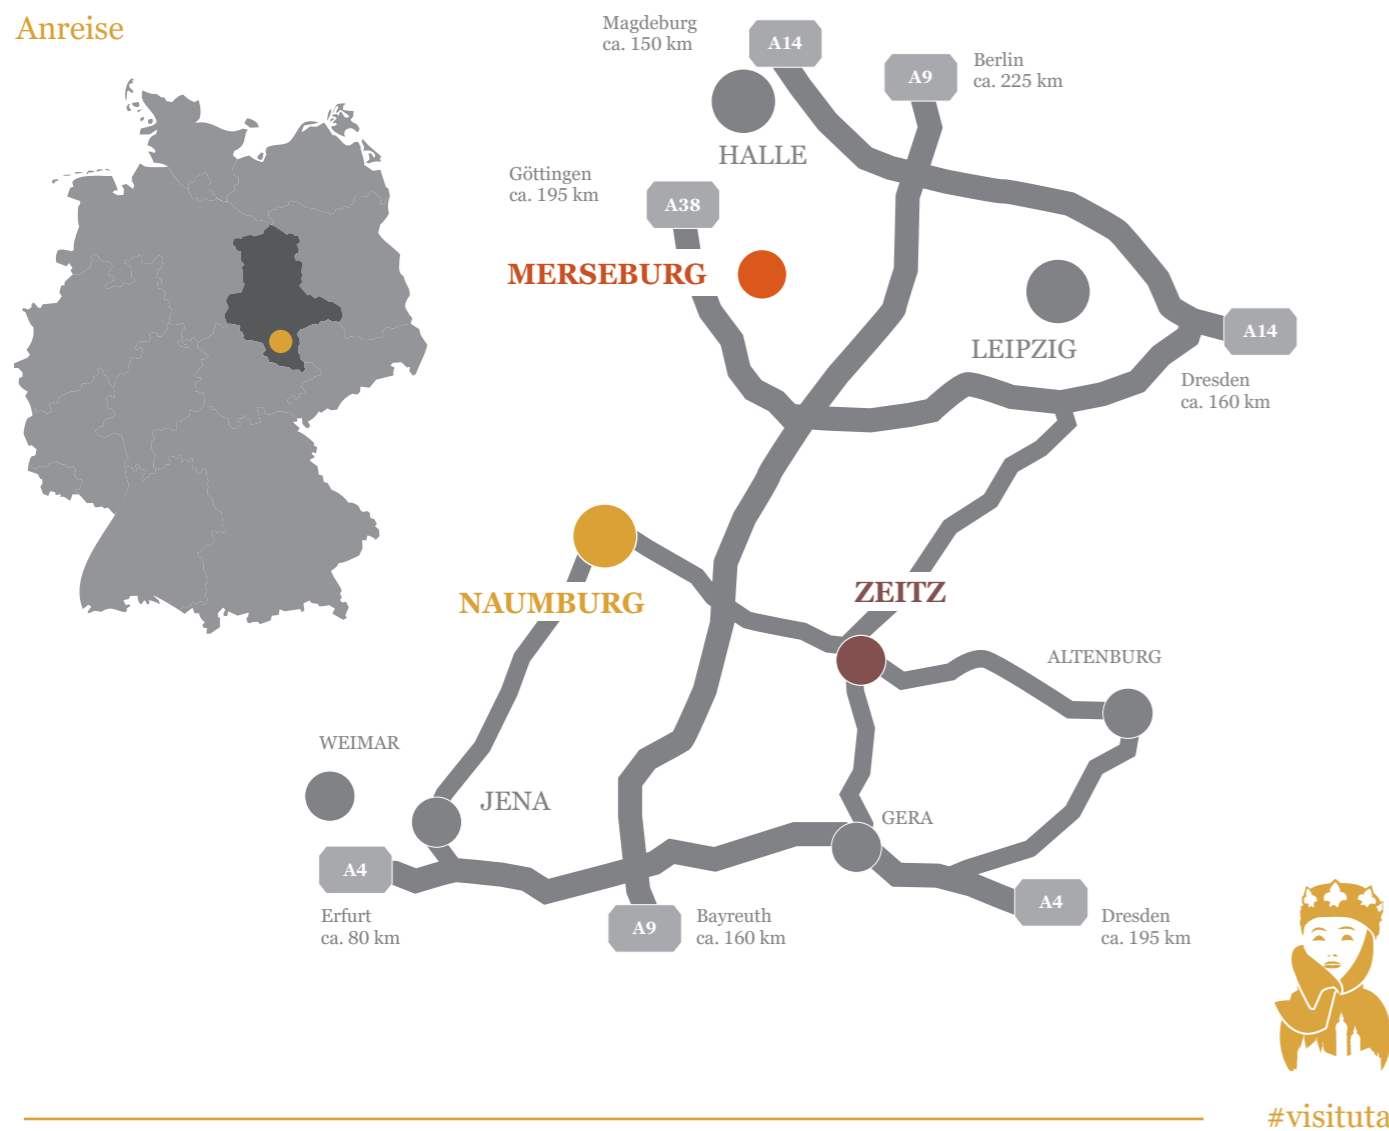 Anreise
Magdeburg
ca. 150 km
A14
A9
Berlin
ca. 225 km
HALLE
Göttingen
ca. 195 km
A38
MERSEBURG
LEIPZIG
A14
Dresden
ca. 160 km
NAUMBURG
ZEITZ
ALTENBURG
WEIMAR
JENA
GERA
A4
Erfurt
ca. 80 km
A9
Bayreuth
ca. 160 km
A4
Dresden
ca. 195 km
#visituta